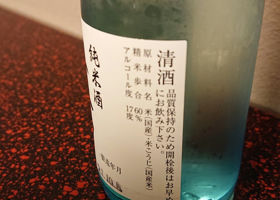 清酒
品質保持のため開栓後はお早
にお飲み下さい。
原材料名 米(国産)・米こうじ(国産米)
精米歩合 60%
アルコール度 17度
純米酒
製造年月